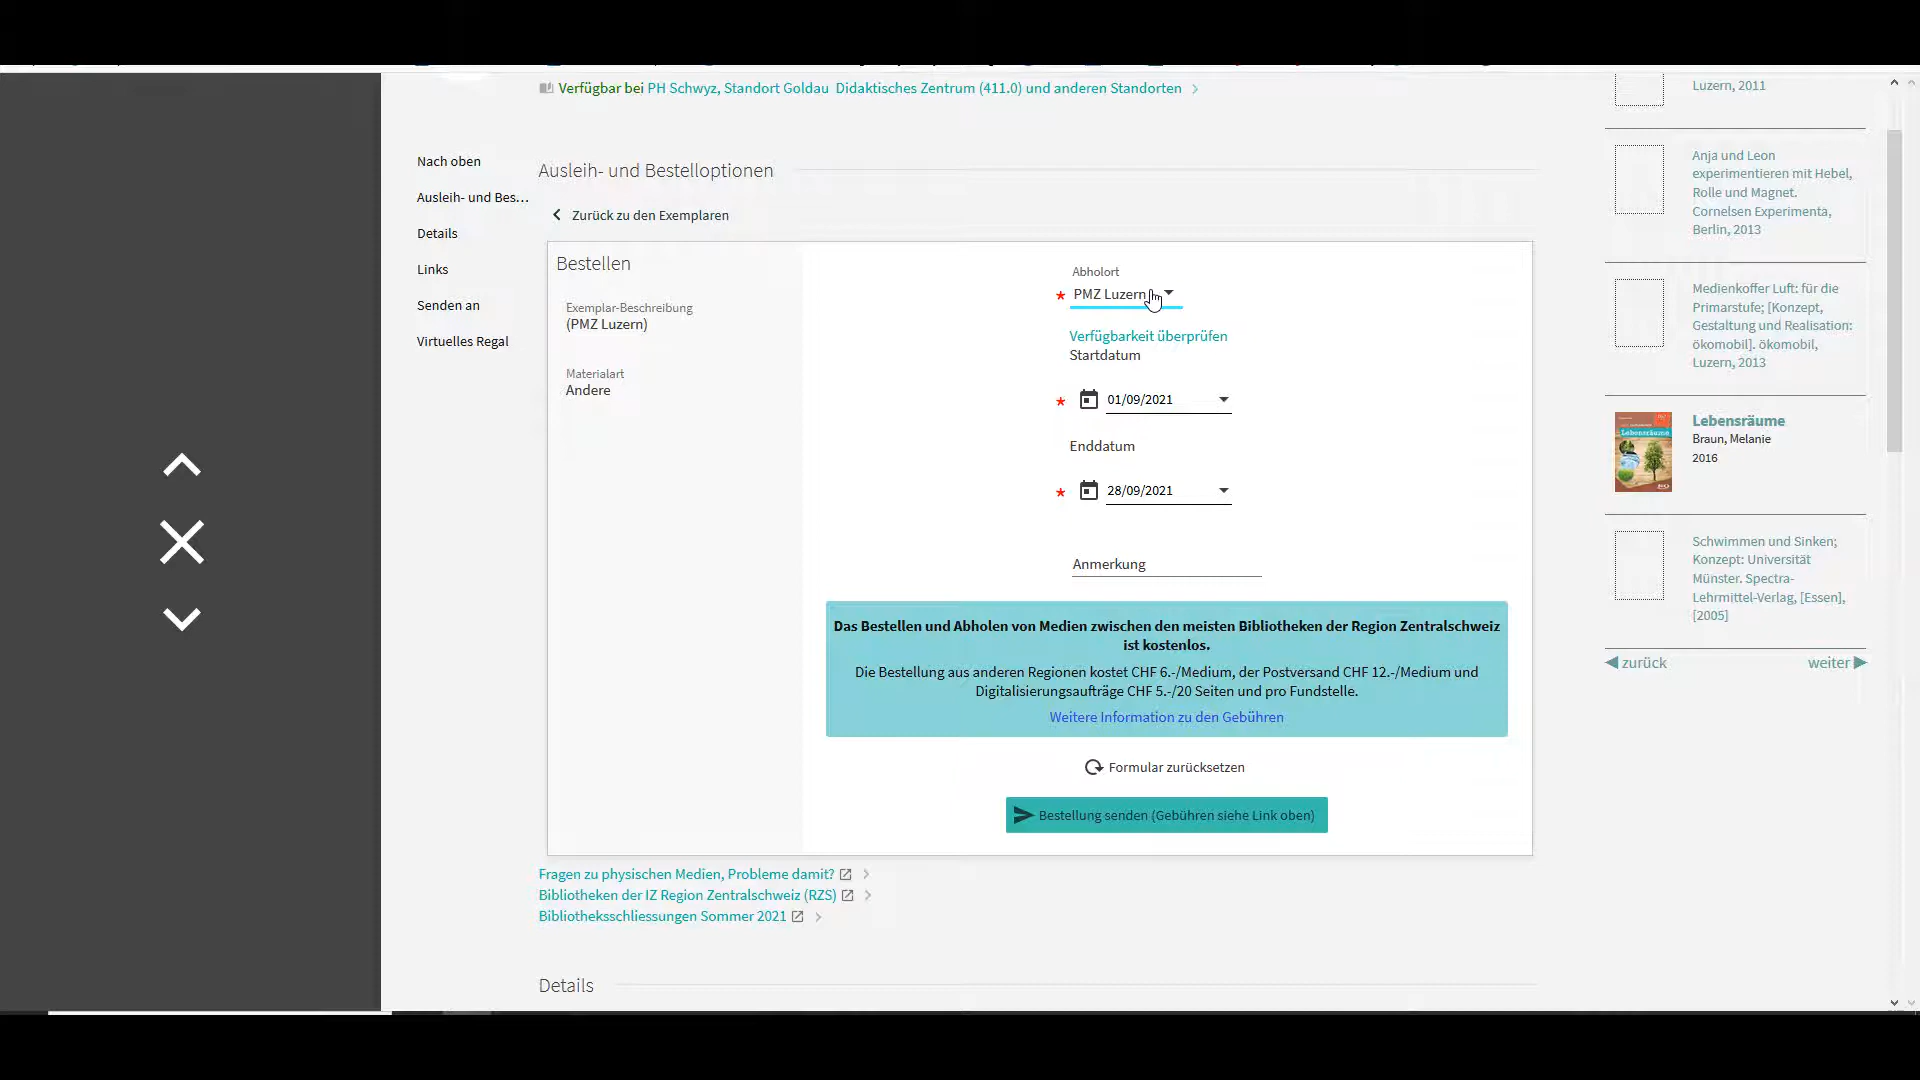 Verfügbar bei PH Schwyz, Standort Goldau Didaktisches Zentrum (411.0) und anderen Standorten
Nach oben
Ausleih- und Bes...
Details
Links
Senden an
Virtuelles Regal
Ausleih- und Bestelloptionen
Zurück zu den Exemplaren
Bestellen
Exemplar-Beschreibung
(PMZ Luzern)
Materialart
Andere
Abholort
* PMZ Luzern
Verfügbarkeit überprüfen
Startdatum
* 01/09/2021
Enddatum
* 28/09/2021
Anmerkung
Das Bestellen und Abholen von Medien zwischen den meisten Bibliotheken der Region Zentralschweiz
ist kostenlos.
Die Bestellung aus anderen Regionen kostet CHF 6.-/Medium, der Postversand CHF 12.-/Medium und
Digitalisierungsaufträge CHF 5.-/20 Seiten und pro Fundstelle.
Weitere Information zu den Gebühren
Formular zurücksetzen
Bestellung senden (Gebühren siehe Link oben)
Fragen zu physischen Medien, Probleme damit?
Bibliotheken der IZ Region Zentralschweiz (RZS)
Bibliotheksschliessungen Sommer 2021
Details
Luzern, 2011
Anja und Leon
experimentieren mit Hebel,
Rolle und Magnet.
Cornelsen Experimenta,
Berlin, 2013
Medienkoffer Luft: für die
Primarstufe; [Konzept,
Gestaltung und Realisation:
ökomobil]. ökomobil,
Luzern, 2013
Lebensräume
Lebensräume
Braun, Melanie
2016
Schwimmen und Sinken;
Konzept: Universität
Münster. Spectra-
Lehrmittel-Verlag, [Essen],
[2005]
zurück
weiter